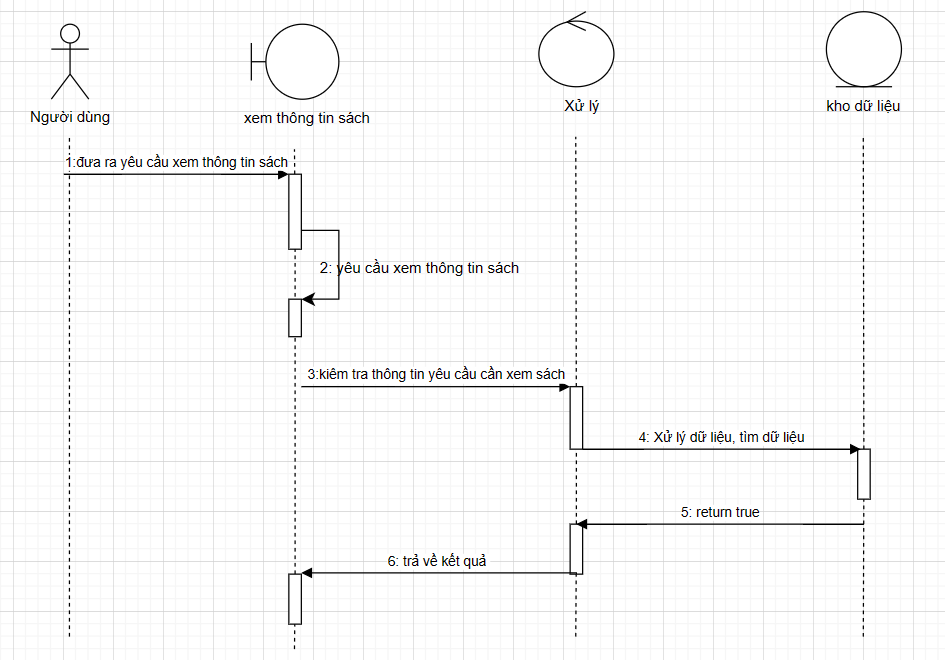 Người dùng
xem thông tin sách
Xử lý
kho dữ liệu
1:đưa ra yêu cầu xem thông tin sách
2: yêu cầu xem thông tin sách
3:kiêm tra thông tin yêu cầu cần xem sách
4: Xử lý dữ liệu, tìm dữ liệu
5: return true
6: trả về kết quả